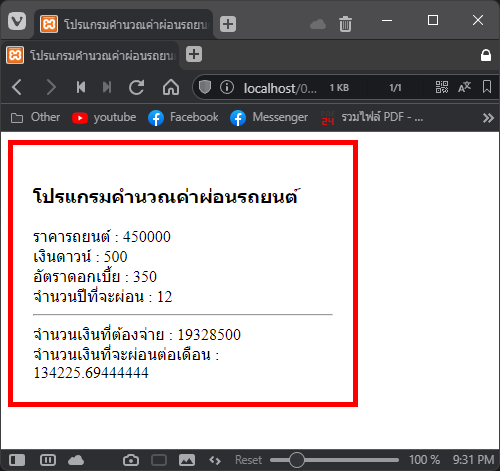 โปรแกรมคำนวณค่าผ่อนรถยน
โปรแกรมคำนวณค่าผ่อนรถยน
localhost/0... 1 KB 1/1
Other youtube Facebook Messenger 24 รวมไฟล์ PDF - ...
โปรแกรมคำนวณค่าผ่อนรถยนต์
ราคารถยนต์ : 450000
เงินดาวน์ : 500
อัตราดอกเบี้ย : 350
จำนวนปีที่จะผ่อน : 12
จำนวนเงินที่ต้องจ่าย : 19328500
จำนวนเงินที่จะผ่อนต่อเดือน :
134225.69444444
Reset 100 % 9:31 PM